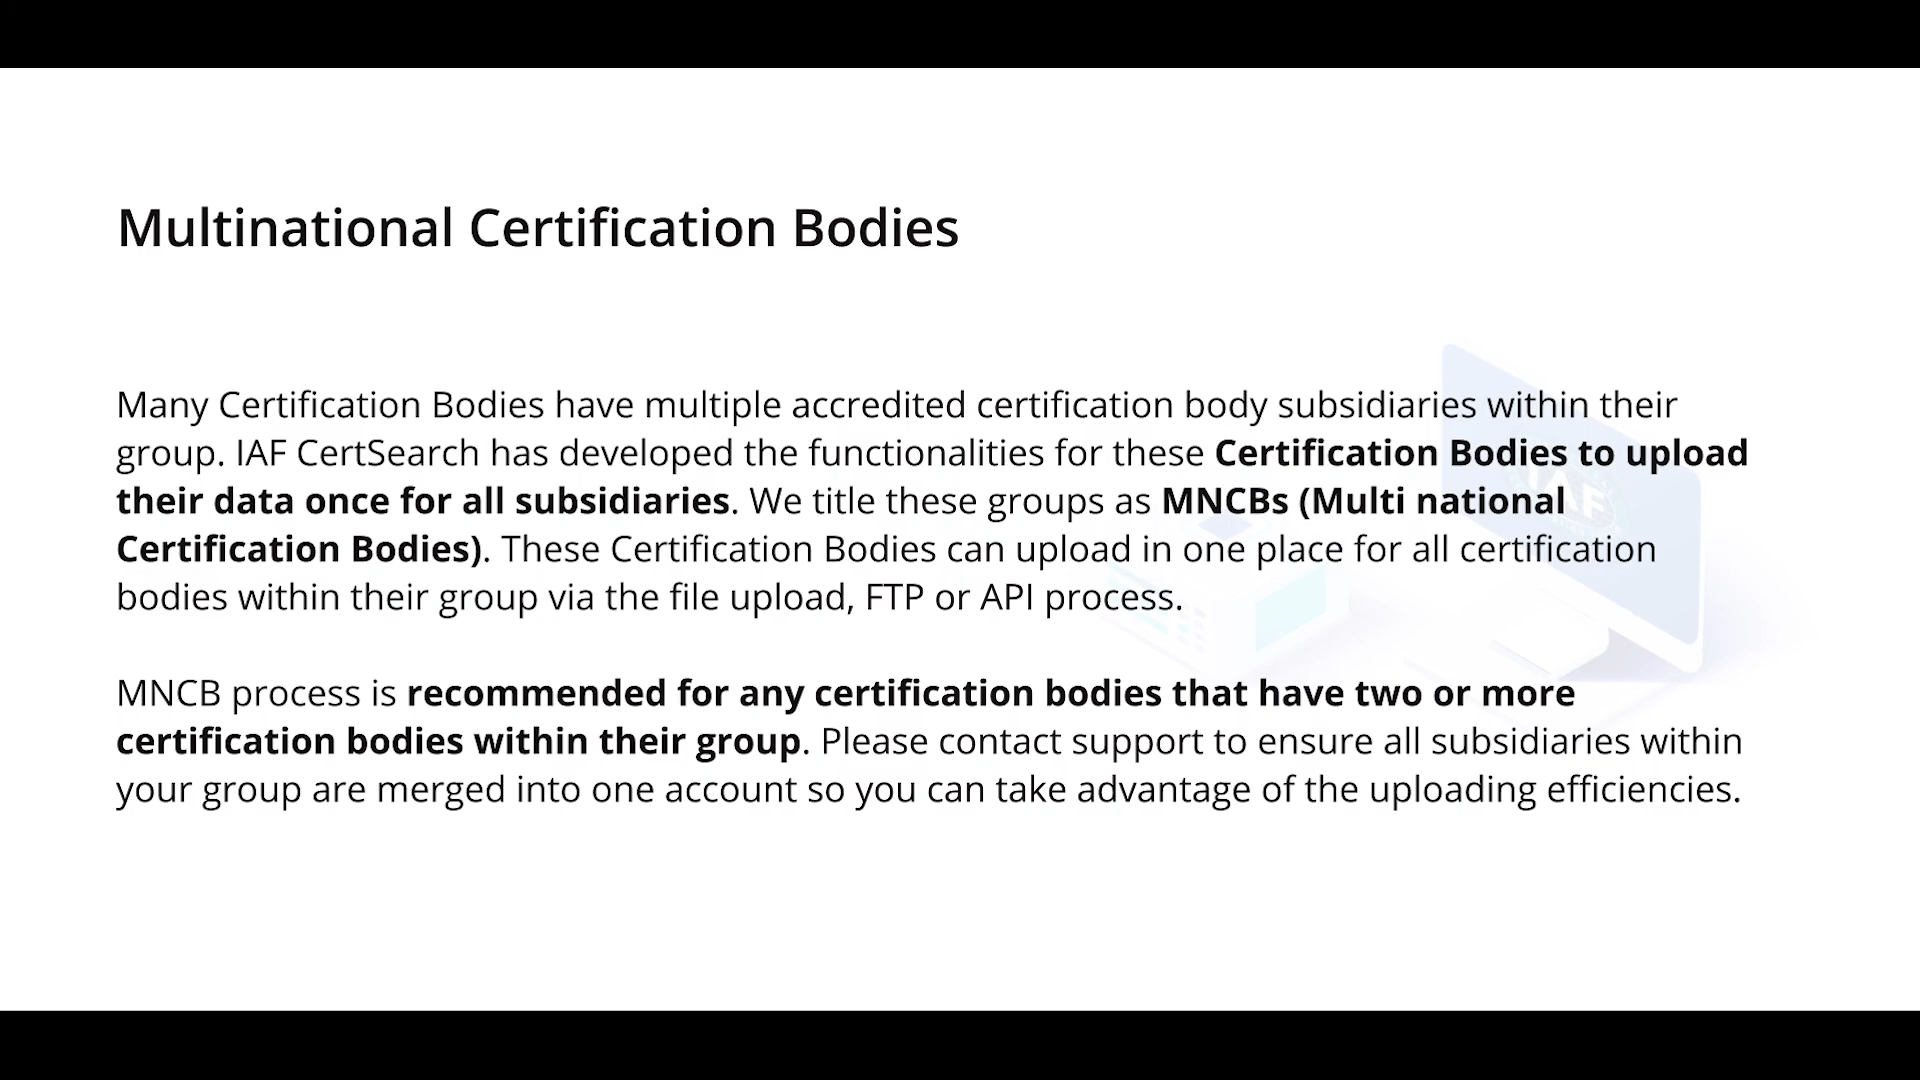 Multinational Certification Bodies
Many Certification Bodies have multiple accredited certification body subsidiaries within their
group. IAF CertSearch has developed the functionalities for these Certification Bodies to upload
their data once for all subsidiaries. We title these groups as MNCBs (Multi national
Certification Bodies). These Certification Bodies can upload in one place for all certification
bodies within their group via the file upload, FTP or API process.
MNCB process is recommended for any certification bodies that have two or more
certification bodies within their group. Please contact support to ensure all subsidiaries within
your group are merged into one account so you can take advantage of the uploading efficiencies.
IAF